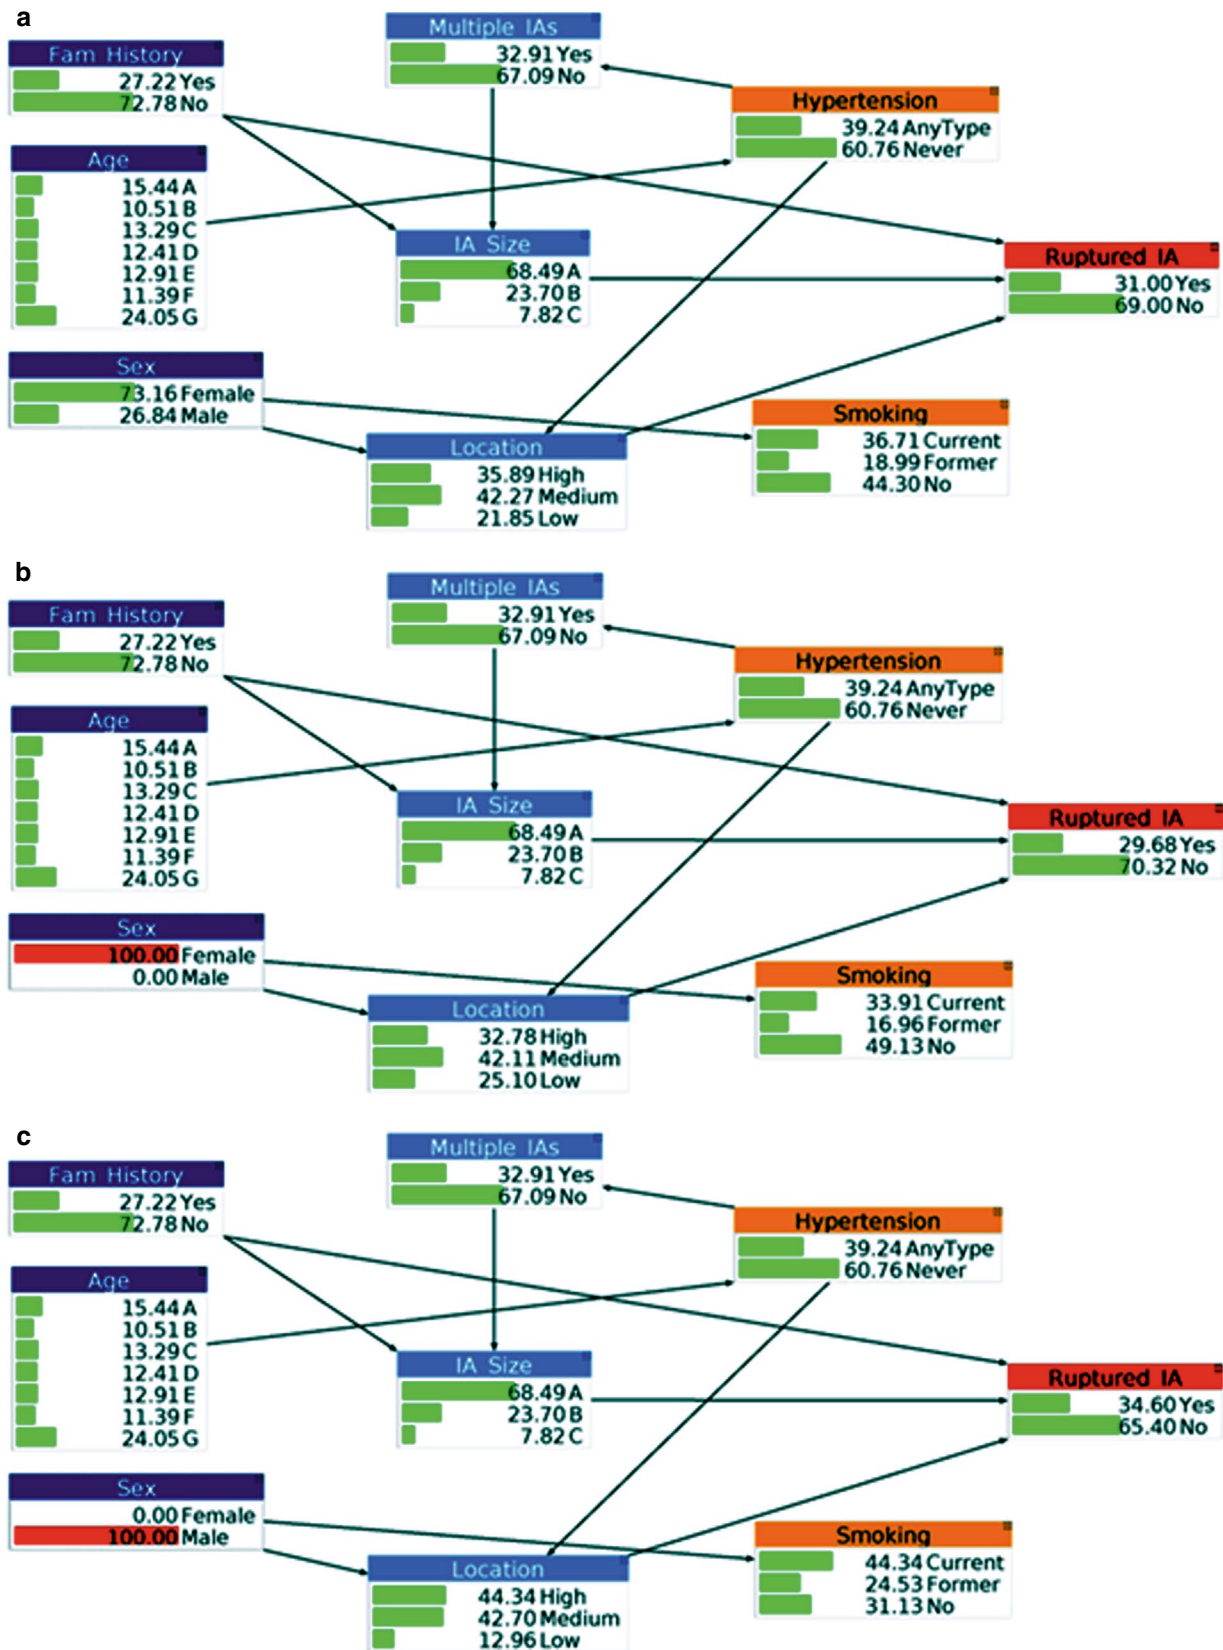 a
Multiple IAs
32.91 Yes
67.09 No
Fam History
27.22 Yes
72.78 No
Hypertension
39.24 AnyType
60.76 Never
Age
15.44 A
10.51 B
13.29 C
12.41 D
12.91 E
11.39 F
24.05 G
IA Size
68.49 A
23.70 B
7.82 C
Ruptured IA
31.00 Yes
69.00 No
Sex
73.16 Female
26.84 Male
Smoking
36.71 Current
18.99 Former
44.30 No
Location
35.89 High
42.27 Medium
21.85 Low
b
Multiple IAs
32.91 Yes
67.09 No
Fam History
27.22 Yes
72.78 No
Hypertension
39.24 AnyType
60.76 Never
Age
15.44 A
10.51 B
13.29 C
12.41 D
12.91 E
11.39 F
24.05 G
IA Size
68.49 A
23.70 B
7.82 C
Ruptured IA
29.68 Yes
70.32 No
Sex
100.00 Female
0.00 Male
Smoking
33.91 Current
16.96 Former
49.13 No
Location
32.78 High
42.11 Medium
25.10 Low
c
Multiple IAs
32.91 Yes
67.09 No
Fam History
27.22 Yes
72.78 No
Hypertension
39.24 AnyType
60.76 Never
Age
15.44 A
10.51 B
13.29 C
12.41 D
12.91 E
11.39 F
24.05 G
IA Size
68.49 A
23.70 B
7.82 C
Ruptured IA
34.60 Yes
65.40 No
Sex
0.00 Female
100.00 Male
Smoking
44.34 Current
24.53 Former
31.13 No
Location
44.34 High
42.70 Medium
12.96 Low